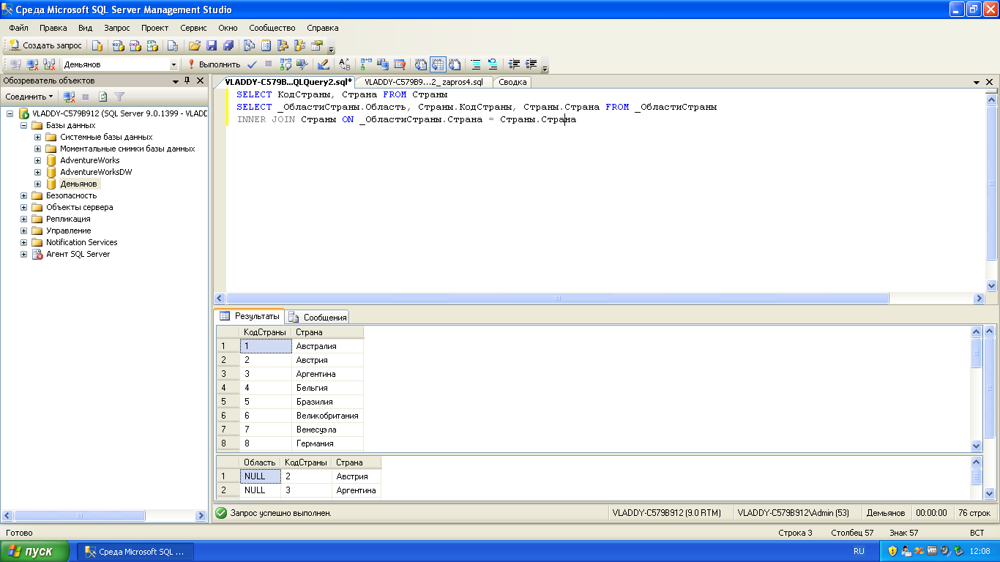 Среда Microsoft SQL Server Management Studio
Файл Правка Вид Запрос Проект Сервис Окно Сообщество Справка
Создать запрос
Демьянов Выполнить
Обозреватель объектов
VLADDY-C579B...QLQuery2.sql* VLADDY-C579B9...2_ zapros4.sql Сводка
Соединить
VLADDY-C579B912 (SQL Server 9.0.1399 - VLADD
Базы данных
Системные базы данных
Моментальные снимки базы данных
AdventureWorks
AdventureWorksDW
Демьянов
Безопасность
Объекты сервера
Репликация
Управление
Notification Services
Агент SQL Server
SELECT КодСтраны, Страна FROM Страны
SELECT _ОбластиСтраны.Область, Страны.КодСтраны, Страны.Страна FROM _ОбластиСтраны
INNER JOIN Страны ON _ОбластиСтраны.Страна = Страны.Страна
Результаты Сообщения
КодСтраны Страна
1 1 Австралия
2 2 Австрия
3 3 Аргентина
4 4 Бельгия
5 5 Бразилия
6 6 Великобритания
7 7 Венесуэла
8 8 Германия
Область КодСтраны Страна
1 NULL 2 Австрия
2 NULL 3 Аргентина
Запрос успешно выполнен. VLADDY-C579B912 (9.0 RTM) VLADDY-C579B912\Admin (53) Демьянов 00:00:00 76 строк
Готово Строка 3 Столбец 57 Знак 57 ВСТ
пуск Среда Microsoft SQL ... RU 12:08